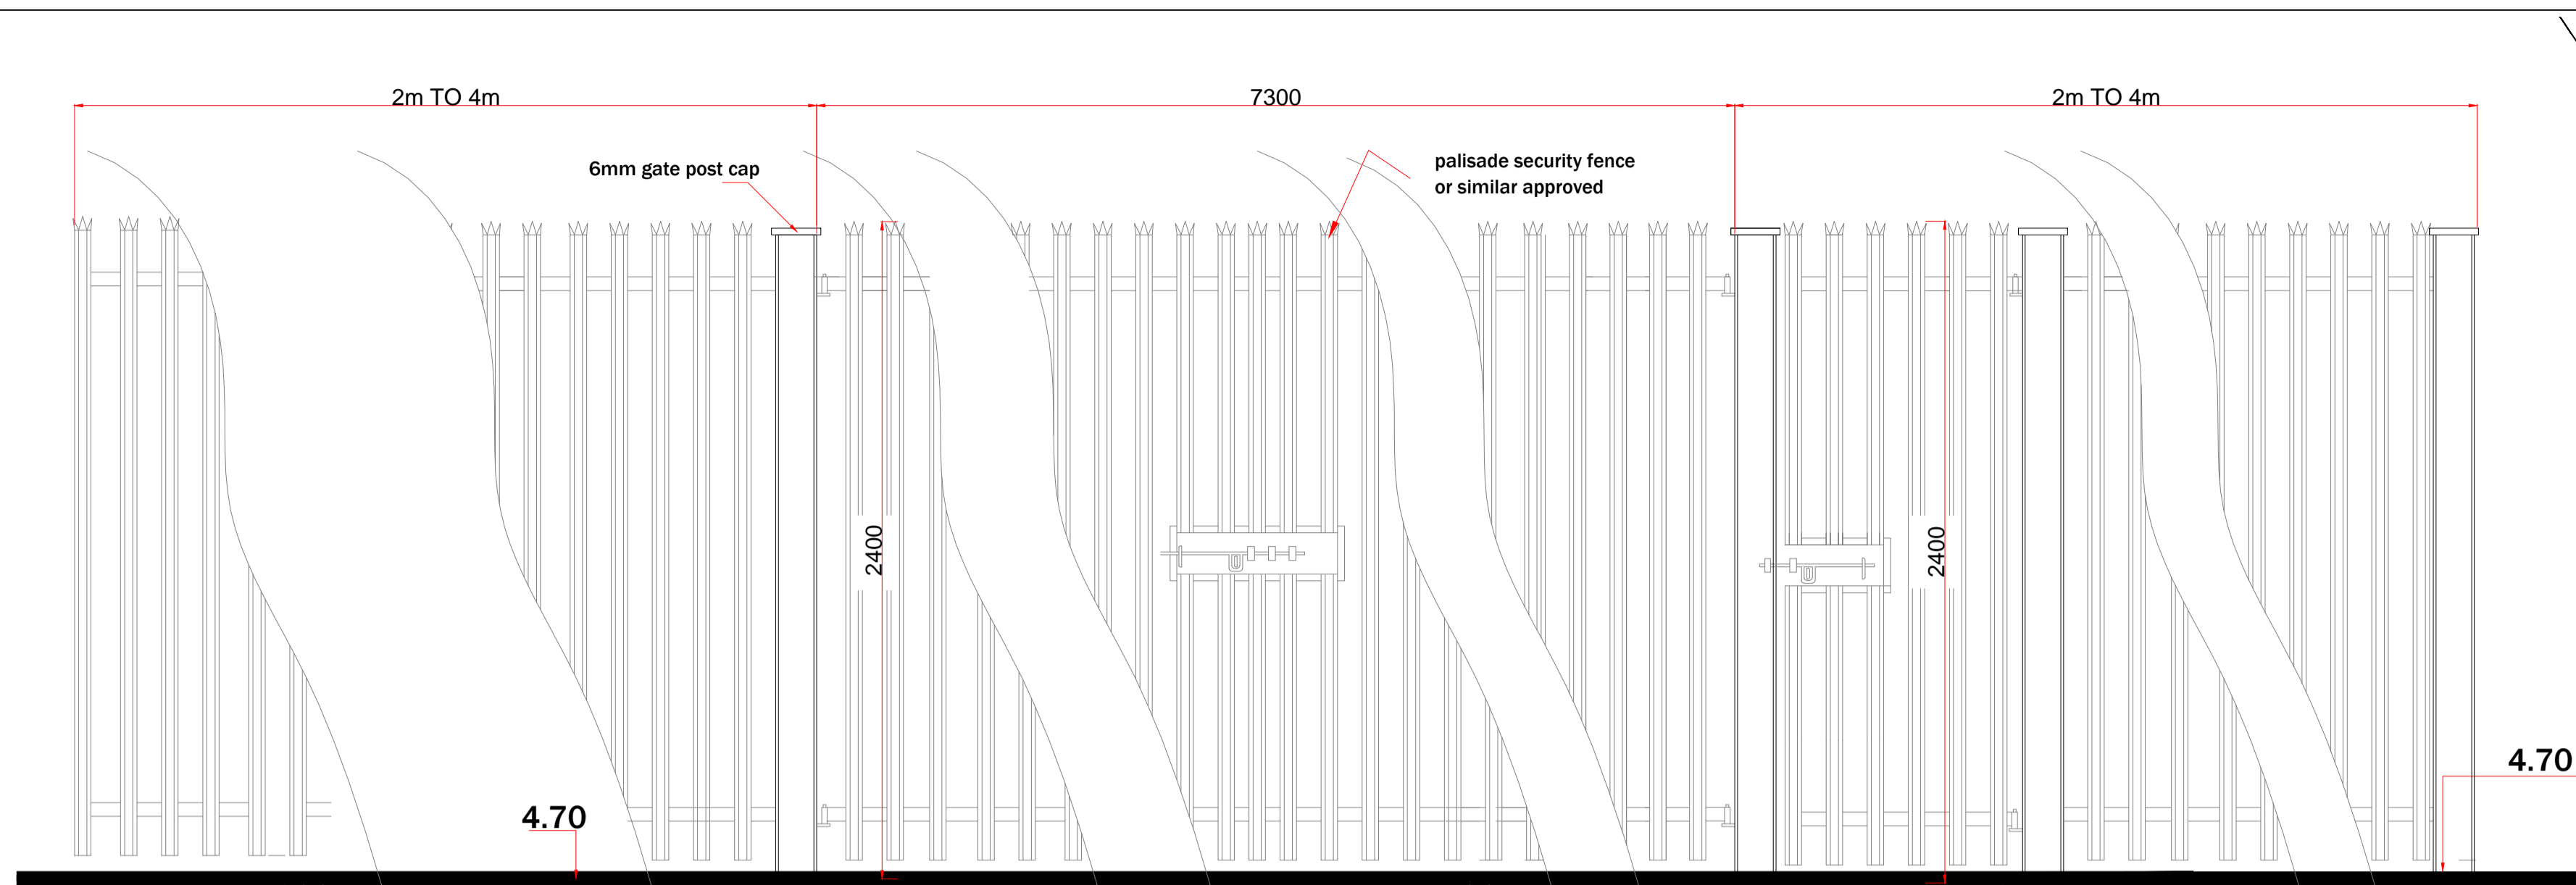 2m TO 4m
7300
2m TO 4m
6mm gate post cap
palisade security fence
or similar approved
2400
2400
4.70
4.70